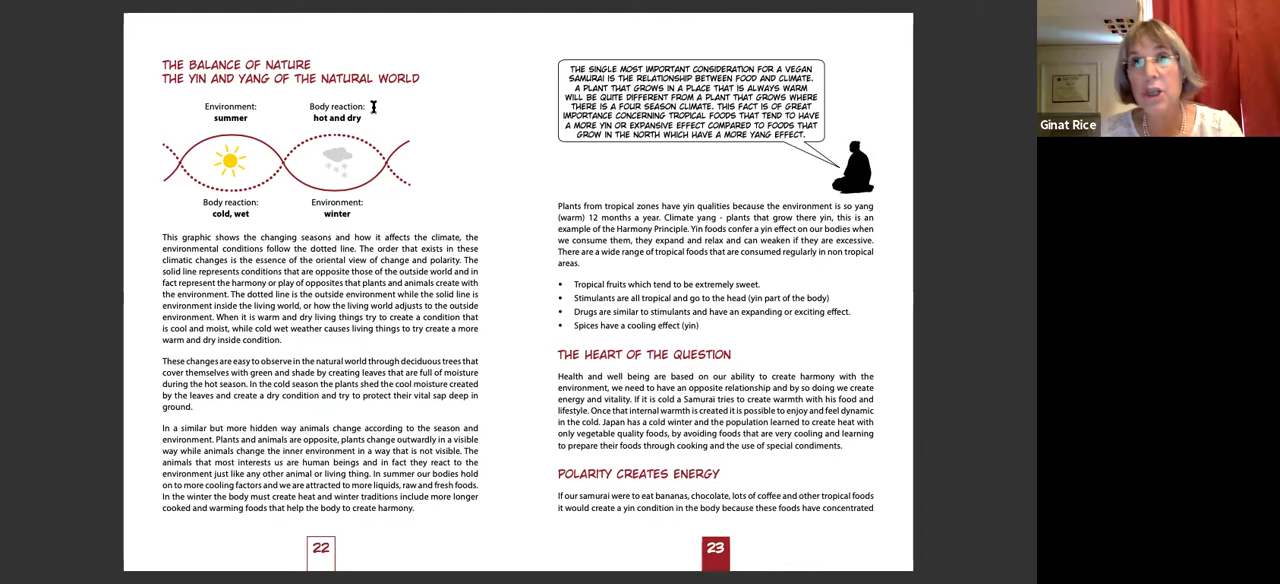 THE BALANCE OF NATURE
THE YIN AND YANG OF THE NATURAL WORLD
Environment:
summer
Body reaction:
hot and dry
Body reaction:
cold, wet
Environment:
winter
This graphic shows the changing seasons and how it affects the climate, the
environmental conditions follow the dotted line. The order that exists in these
climatic changes is the essence of the oriental view of change and polarity. The
solid line represents conditions that are opposite those of the outside world and in
fact represent the harmony or play of opposites that plants and animals create with
the environment. The dotted line is the outside environment while the solid line is
environment inside the living world, or how the living world adjusts to the outside
environment. When it is warm and dry living things try to create a condition that
is cool and moist, while cold wet weather causes living things to try create a more
warm and dry inside condition.
These changes are easy to observe in the natural world through deciduous trees that
cover themselves with green and shade by creating leaves that are full of moisture
during the hot season. In the cold season the plants shed the cool moisture created
by the leaves and create a dry condition and try to protect their vital sap deep in
ground.
In a similar but more hidden way animals change according to the season and
environment. Plants and animals are opposite, plants change outwardly in a visible
way while animals change the inner environment in a way that is not visible. The
animals that most interests us are human beings and in fact they react to the
environment just like any other animal or living thing. In summer our bodies hold
on to more cooling factors and we are attracted to more liquids, raw and fresh foods.
In the winter the body must create heat and winter traditions include more longer
cooked and warming foods that help the body to create harmony.
22
THE SINGLE MOST IMPORTANT CONSIDERATION FOR A VEGAN
SAMURAI IS THE RELATIONSHIP BETWEEN FOOD AND CLIMATE.
A PLANT THAT GROWS IN A PLACE THAT IS ALWAYS WARM
WILL BE QUITE DIFFERENT FROM A PLANT THAT GROWS WHERE
THERE IS A FOUR SEASON CLIMATE. THIS FACT IS OF GREAT
IMPORTANCE CONCERNING TROPICAL FOODS THAT TEND TO HAVE
A MORE YIN OR EXPANSIVE EFFECT COMPARED TO FOODS THAT
GROW IN THE NORTH WHICH HAVE A MORE YANG EFFECT.
Plants from tropical zones have yin qualities because the environment is so yang
(warm) 12 months a year. Climate yang - plants that grow there yin, this is an
example of the Harmony Principle. Yin foods confer a yin effect on our bodies when
we consume them, they expand and relax and can weaken if they are excessive.
There are a wide range of tropical foods that are consumed regularly in non tropical
areas.
• Tropical fruits which tend to be extremely sweet.
• Stimulants are all tropical and go to the head (yin part of the body)
• Drugs are similar to stimulants and have an expanding or exciting effect.
• Spices have a cooling effect (yin)
THE HEART OF THE QUESTION
Health and well being are based on our ability to create harmony with the
environment, we need to have an opposite relationship and by so doing we create
energy and vitality. If it is cold a Samurai tries to create warmth with his food and
lifestyle. Once that internal warmth is created it is possible to enjoy and feel dynamic
in the cold. Japan has a cold winter and the population learned to create heat with
only vegetable quality foods, by avoiding foods that are very cooling and learning
to prepare their foods through cooking and the use of special condiments.
POLARITY CREATES ENERGY
If our samurai were to eat bananas, chocolate, lots of coffee and other tropical foods
it would create a yin condition in the body because these foods have concentrated
23
Ginat Rice